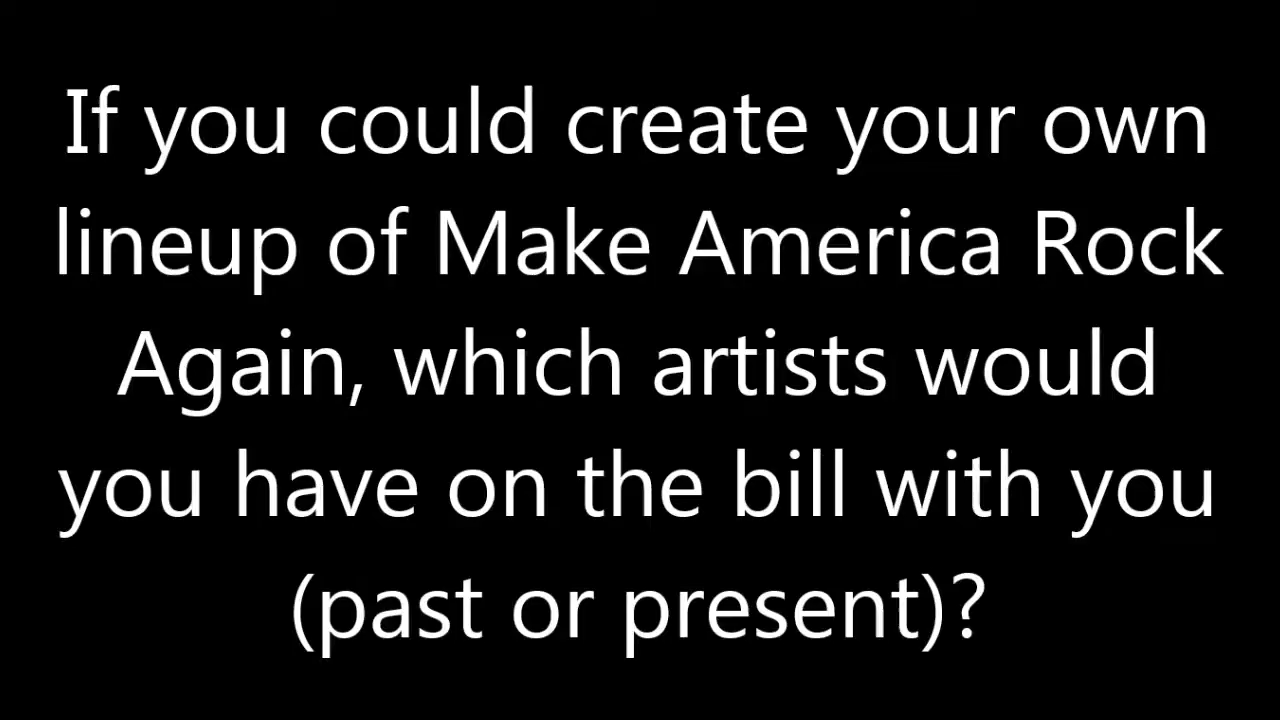 If you could create your own
lineup of Make America Rock
Again, which artists would
you have on the bill with you
(past or present)?